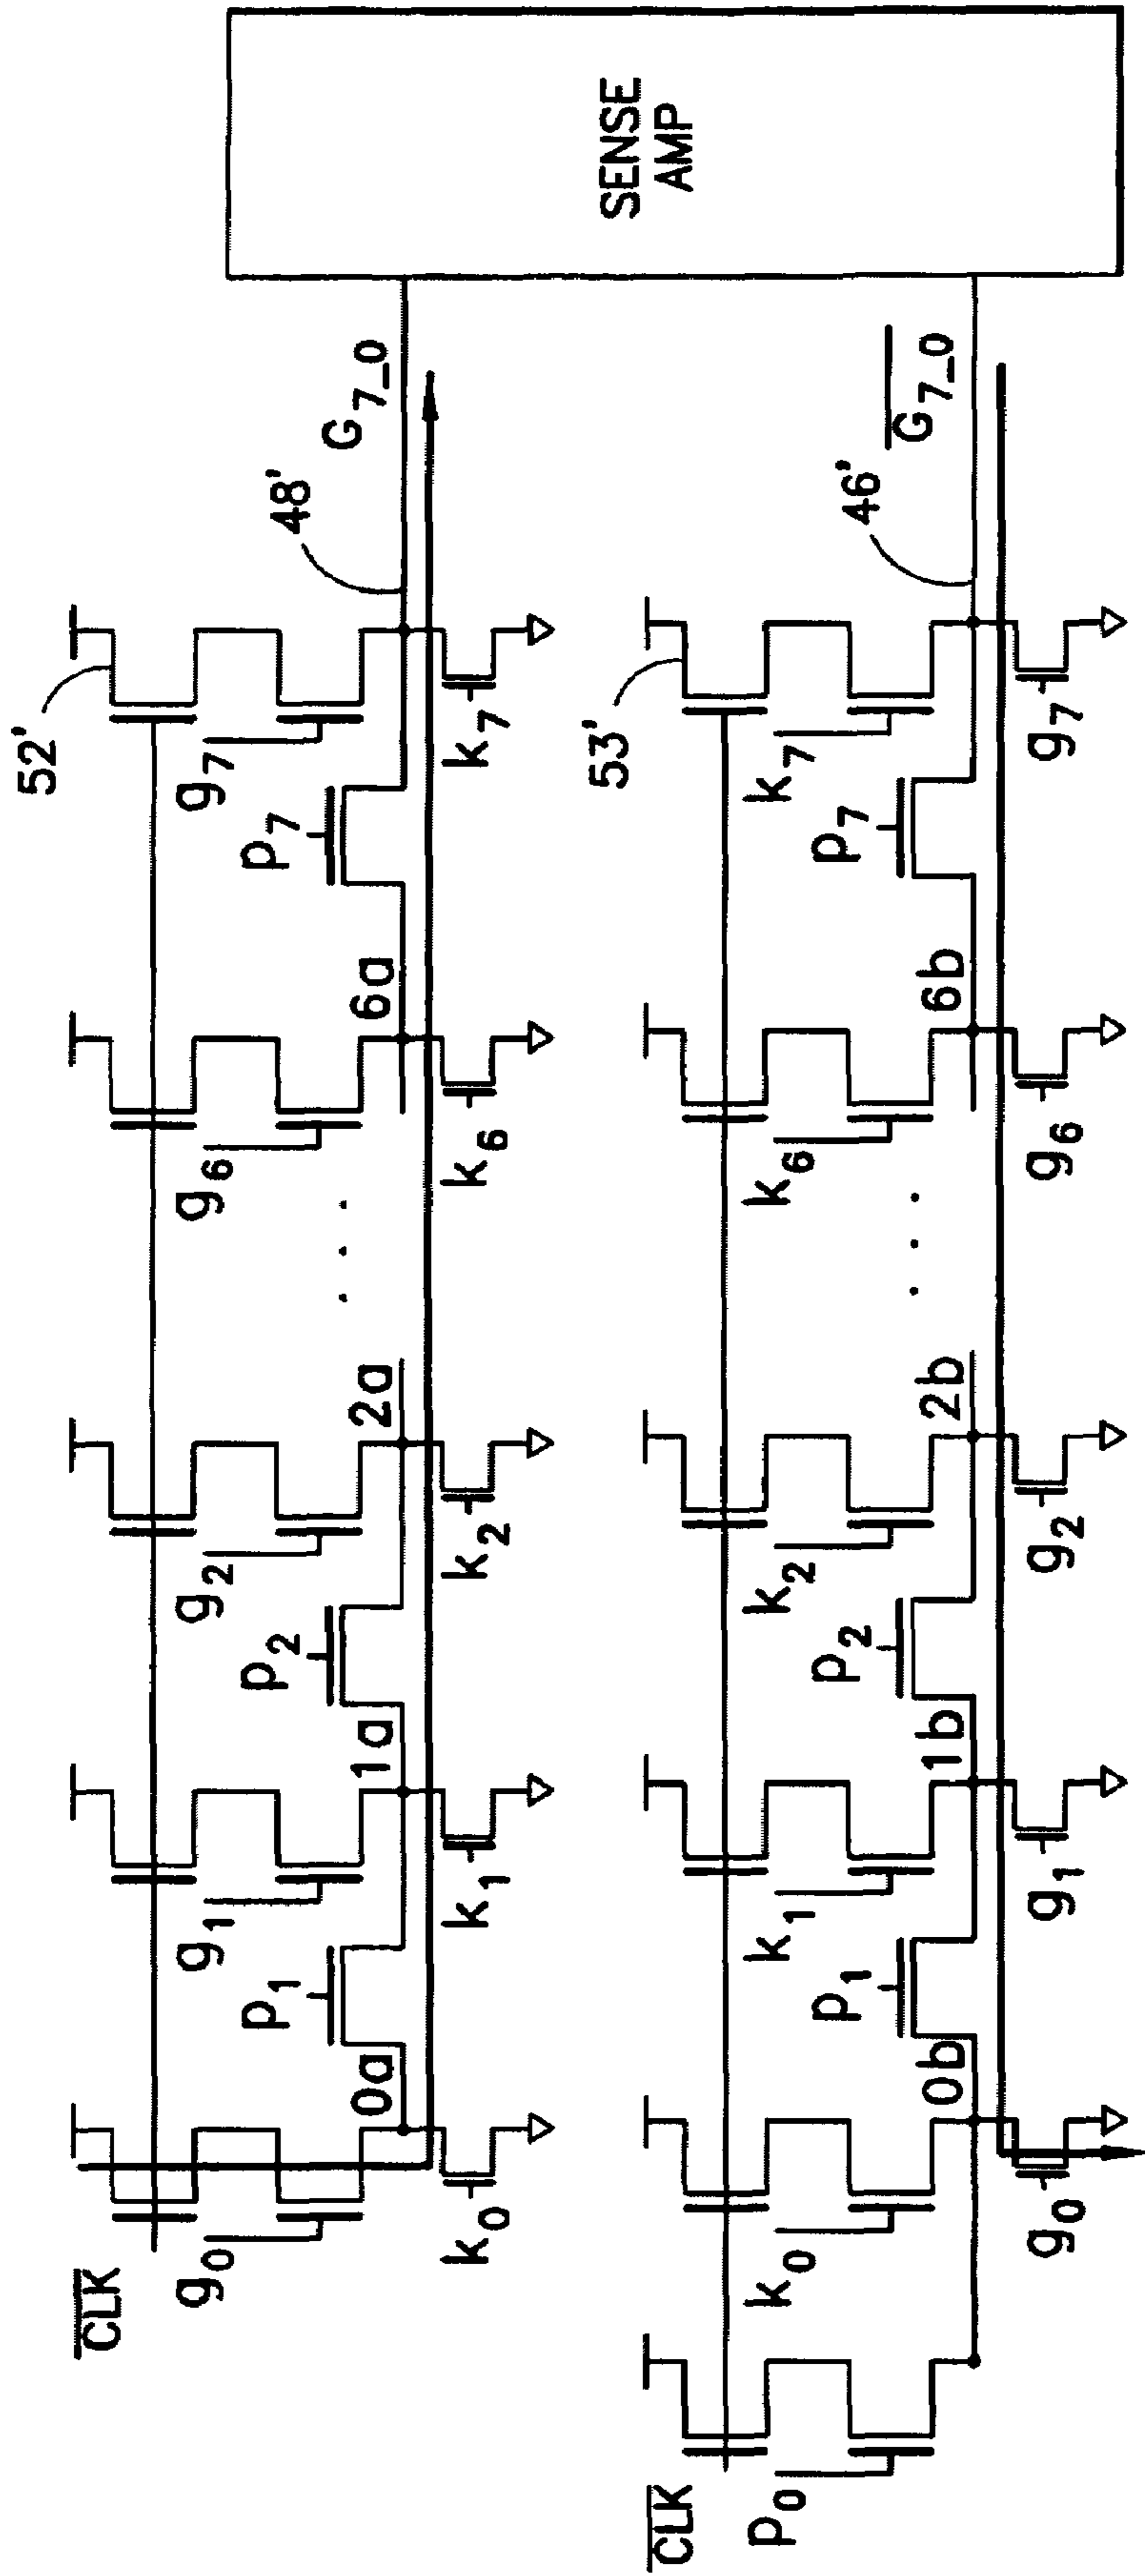 52'
48'
SENSE
AMP
CLK
g0 g1 g2 g6 g7
p1 p2 p7
G7_0
0a 1a 2a . . . 6a
k0 k1 k2 k6 k7
53'
46'
CLK
p0 k0 k1 k2 k6 k7
p1 p2 p7
G7_0
0b 1b 2b . . . 6b
g0 g1 g2 g6 g7